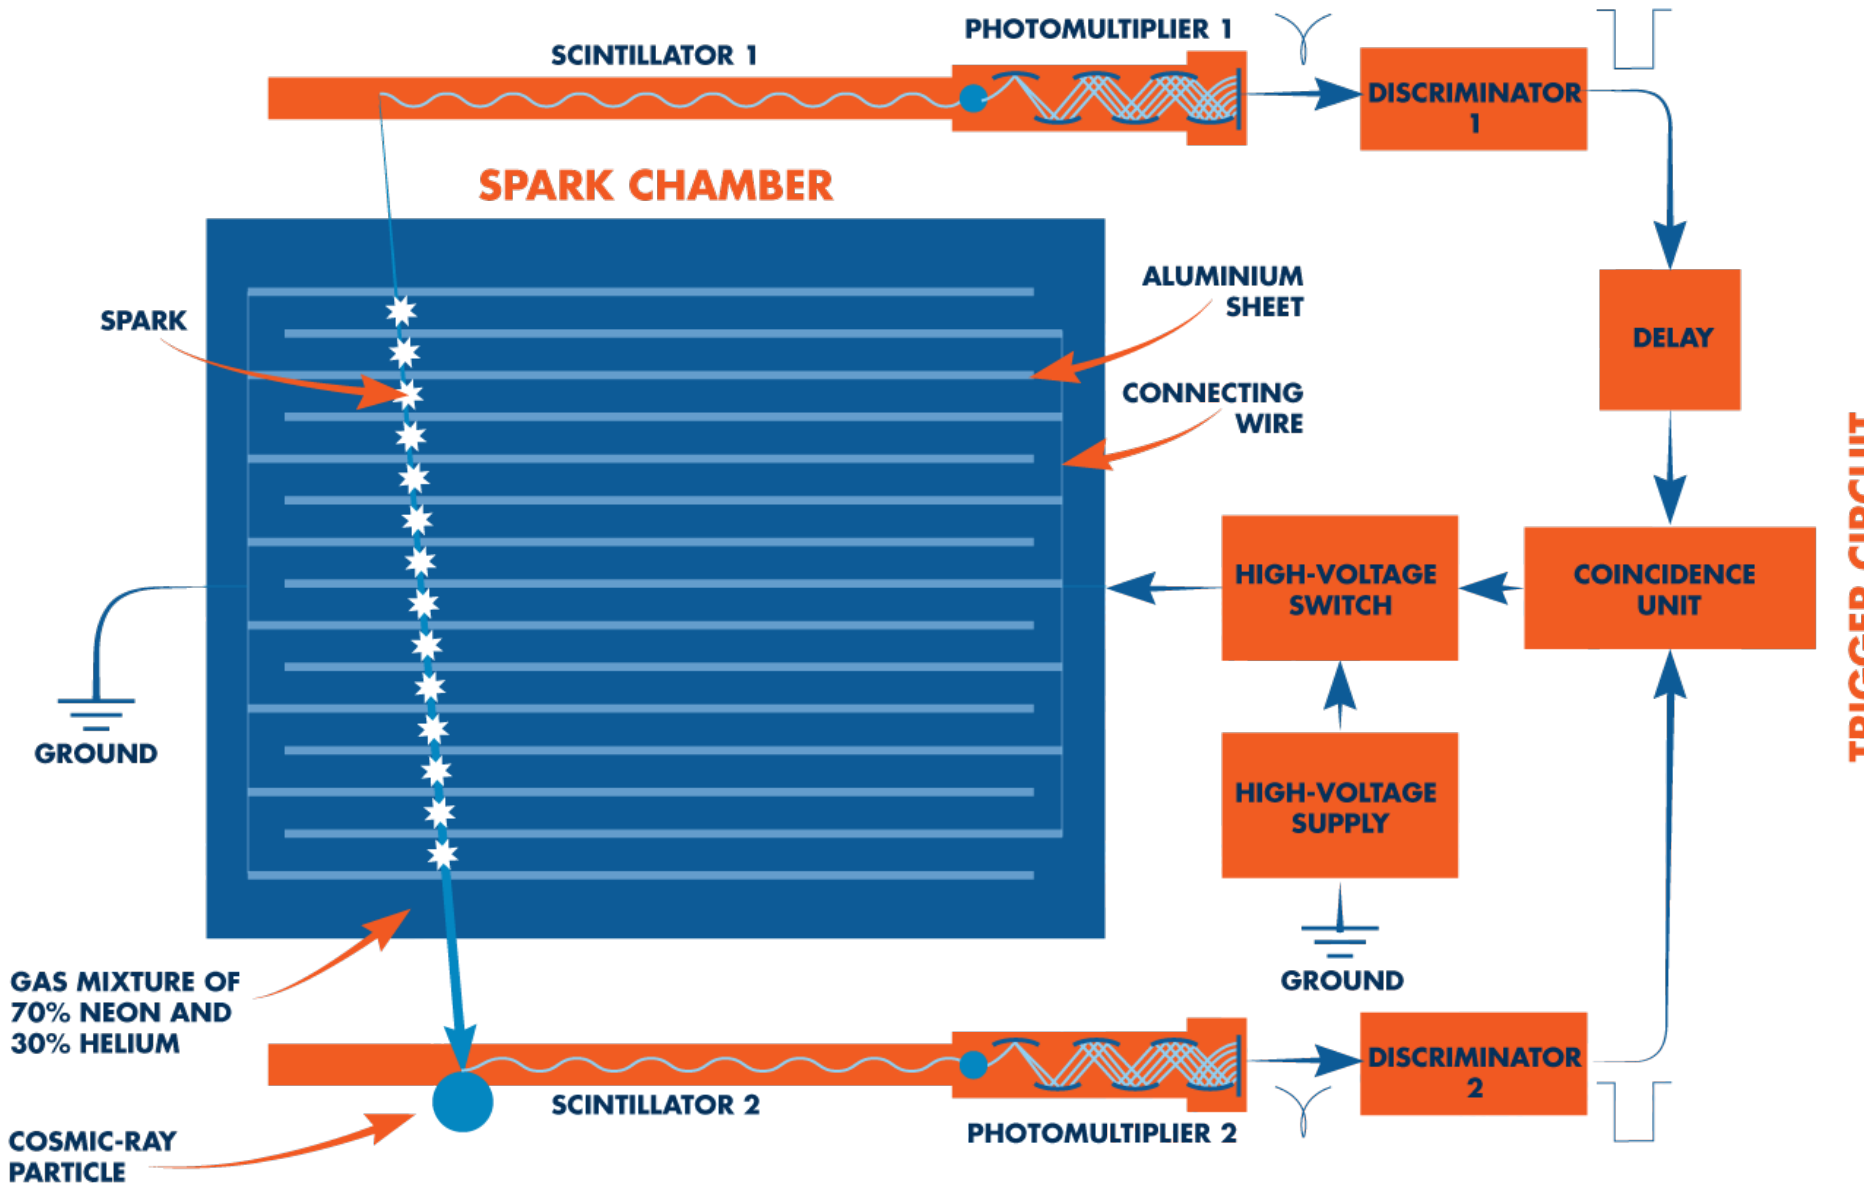 PHOTOMULTIPLIER 1
SCINTILLATOR 1
DISCRIMINATOR
1
SPARK CHAMBER
ALUMINIUM
SHEET
SPARK
DELAY
CONNECTING
WIRE
TRIGGER CIRCUIT
HIGH-VOLTAGE
SWITCH
COINCIDENCE
UNIT
GROUND
HIGH-VOLTAGE
SUPPLY
GROUND
GAS MIXTURE OF
70% NEON AND
30% HELIUM
DISCRIMINATOR
2
SCINTILLATOR 2
PHOTOMULTIPLIER 2
COSMIC-RAY
PARTICLE